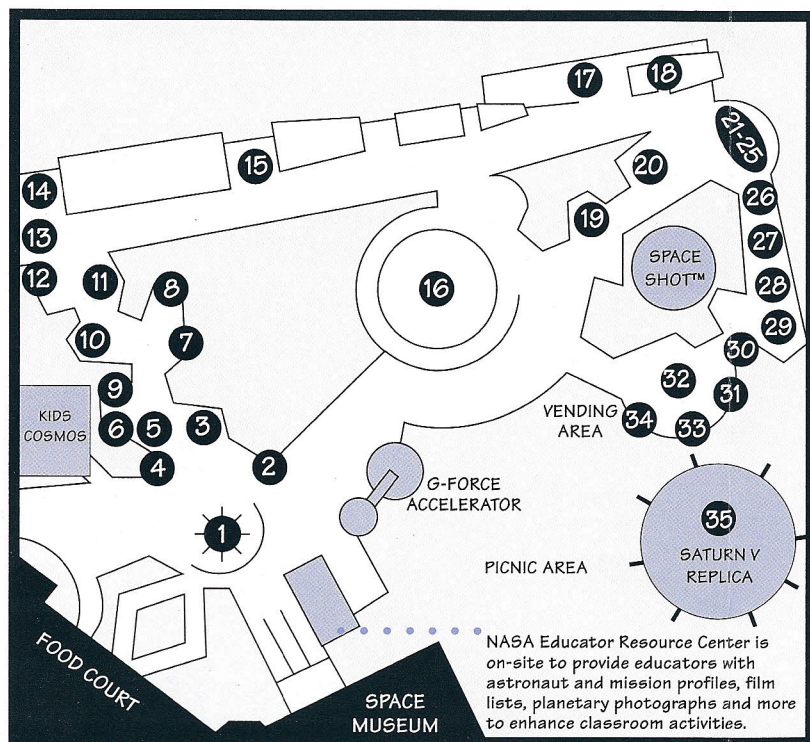 17
18
21-25
15
20
14
26
19
13
27
SPACE
SHOT™
12
11
8
16
28
29
10
7
30
9
32
31
KIDS
COSMOS
6
5
3
VENDING
AREA
34
33
4
2
G-FORCE
ACCELERATOR
1
35
SATURN V
REPLICA
PICNIC AREA
FOOD COURT
SPACE
MUSEUM
NASA Educator Resource Center is
on-site to provide educators with
astronaut and mission profiles, film
lists, planetary photographs and more
to enhance classroom activities.